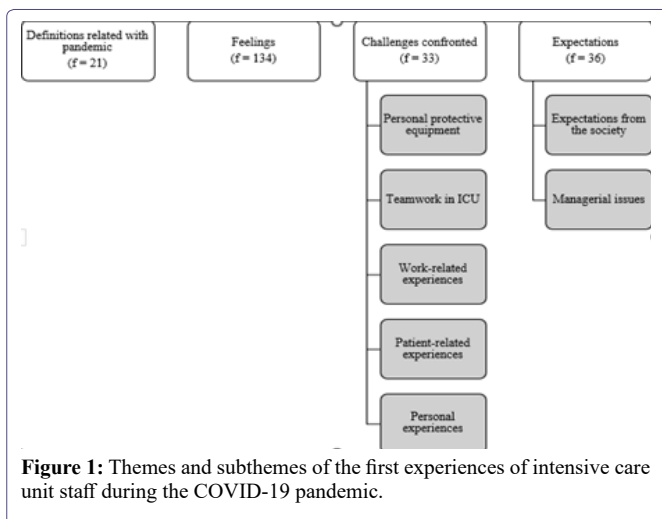 Definitions related with
pandemic
(f = 21)
Feelings
(f = 134)
Challenges confronted
(f = 33)
Expectations
(f = 36)
Personal protective
equipment
Teamwork in ICU
Work-related
experiences
Patient-related
experiences
Personal
experiences
Expectations from
the society
Managerial issues
Figure 1: Themes and subthemes of the first experiences of intensive care
unit staff during the COVID-19 pandemic.